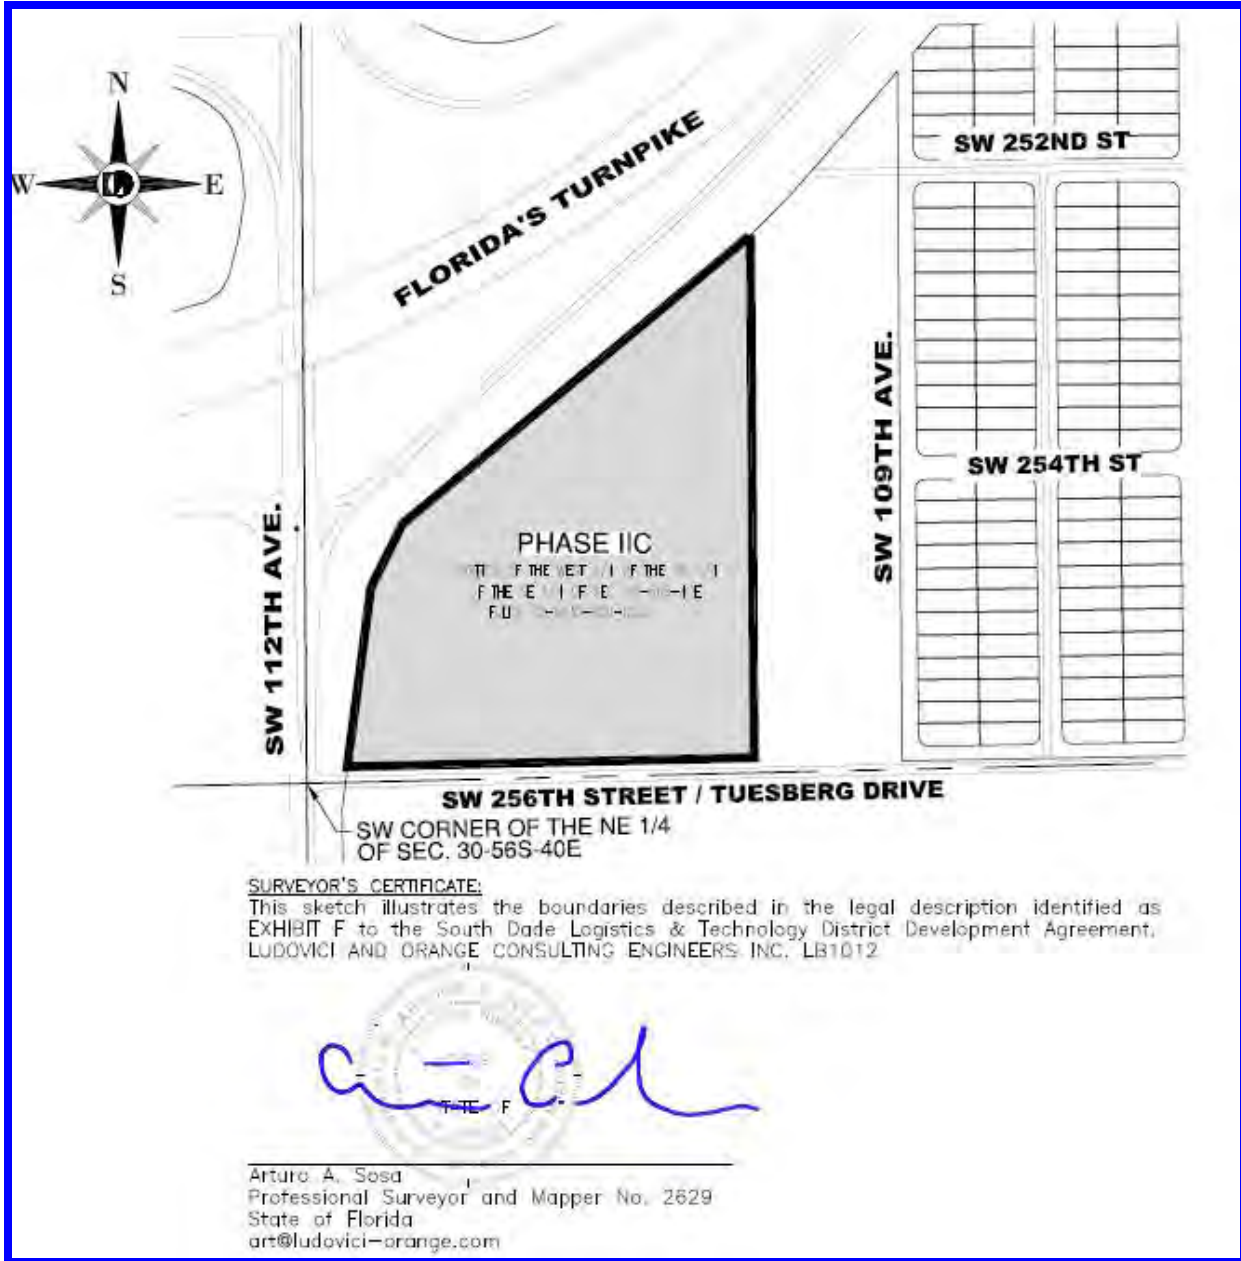 N
W
E
S
FLORIDA'S TURNPIKE
SW 252ND ST
SW 109TH AVE.
SW 254TH ST
SW 112TH AVE.
PHASE IIC
SW 256TH STREET / TUESBERG DRIVE
SW CORNER OF THE NE 1/4
OF SEC. 30-56S-40E
SURVEYOR'S CERTIFICATE:
This sketch illustrates the boundaries described in the legal description identified as
EXHIBIT F to the South Dade Logistics & Technology District Development Agreement.
LUDOVICI AND ORANGE CONSULTING ENGINEERS INC. LB1012
Arturo A. Sosa
Professional Surveyor and Mapper No. 2629
State of Florida
art@ludovici-orange.com